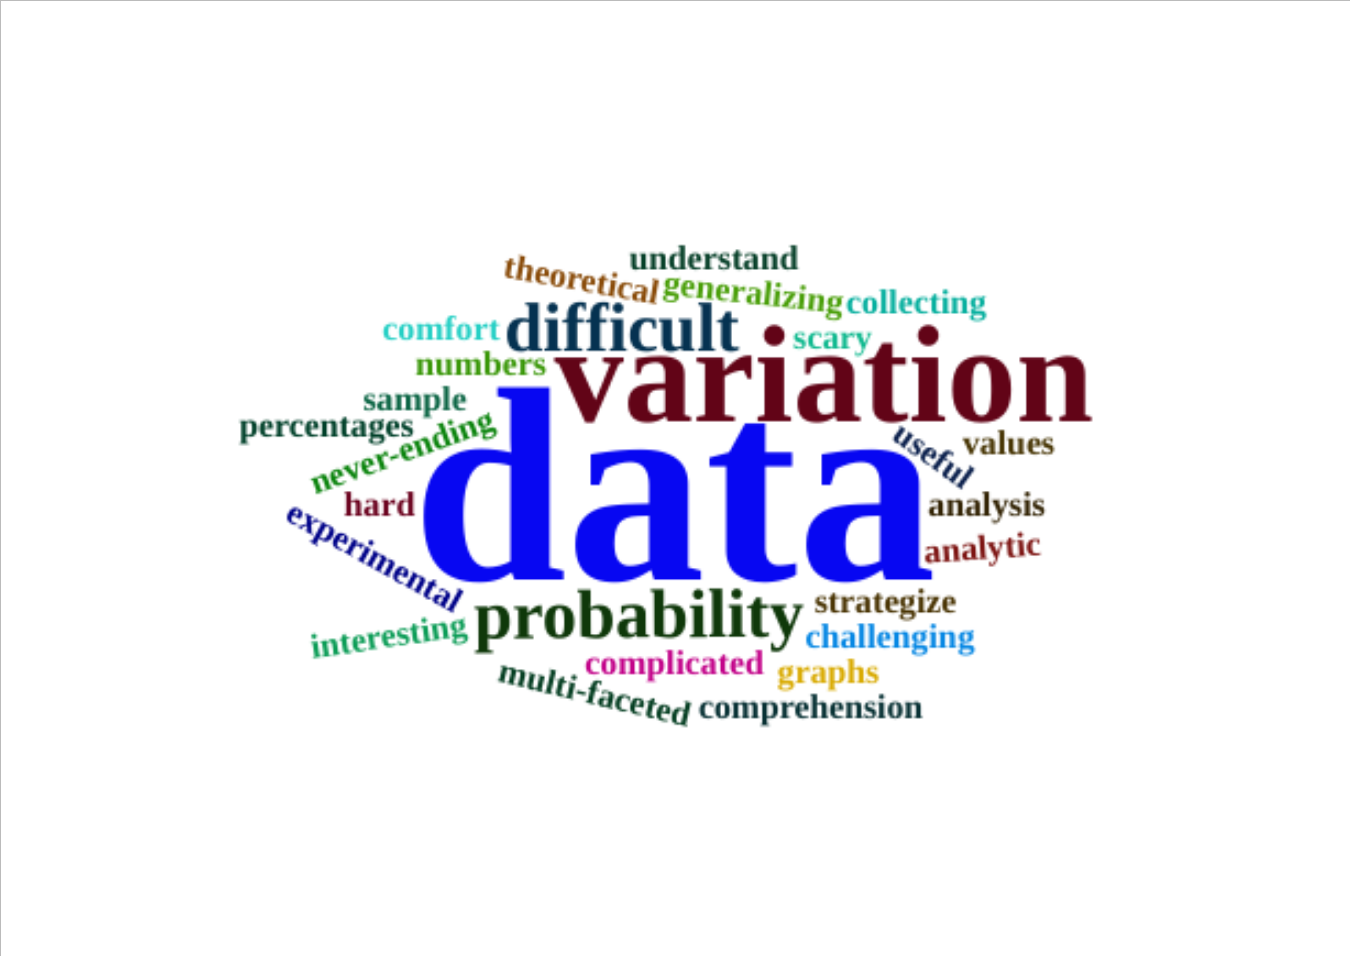 understand
theoretical
generalizing
collecting
comfort
difficult
scary
numbers
variation
sample
percentages
never-ending
data
useful
values
hard
analysis
experimental
analytic
probability
strategize
interesting
challenging
complicated
graphs
multi-faceted
comprehension